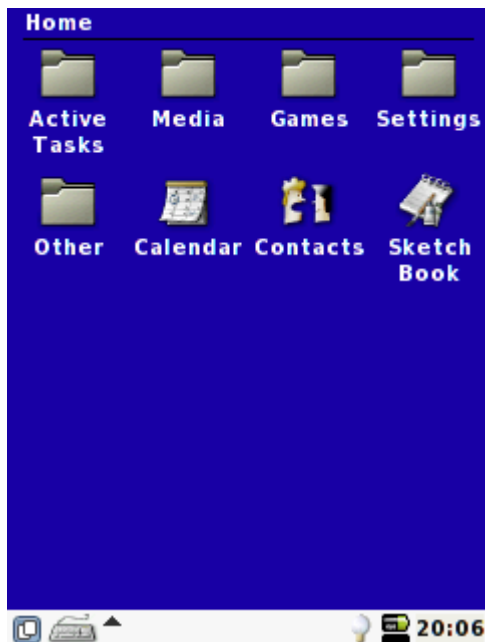 Home
Active Tasks
Media
Games
Settings
Other
Calendar
Contacts
Sketch Book
20:06